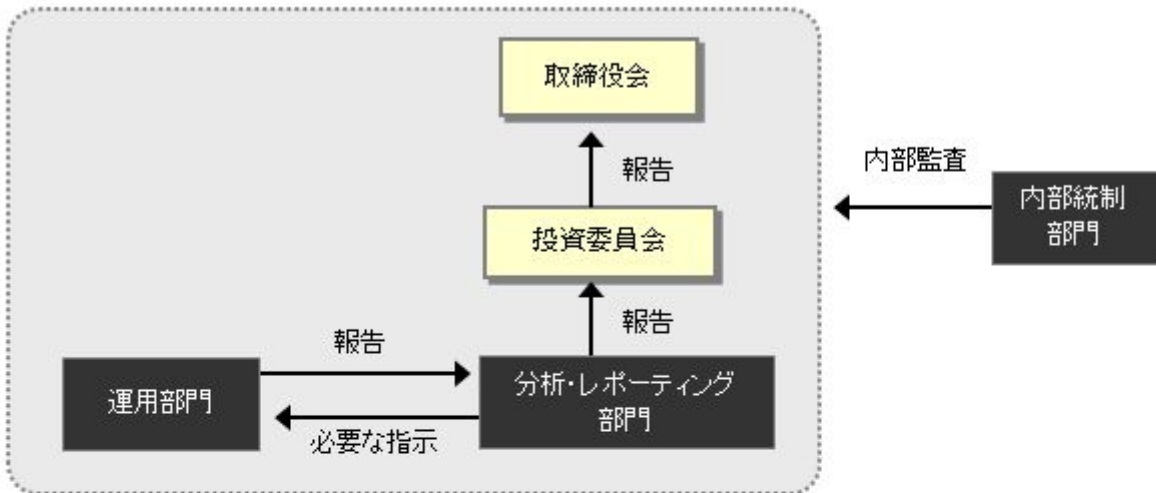 取締役会
報告
内部監査
内部統制
部門
投資委員会
報告
報告
運用部門
分析・レポーティング
部門
必要な指示